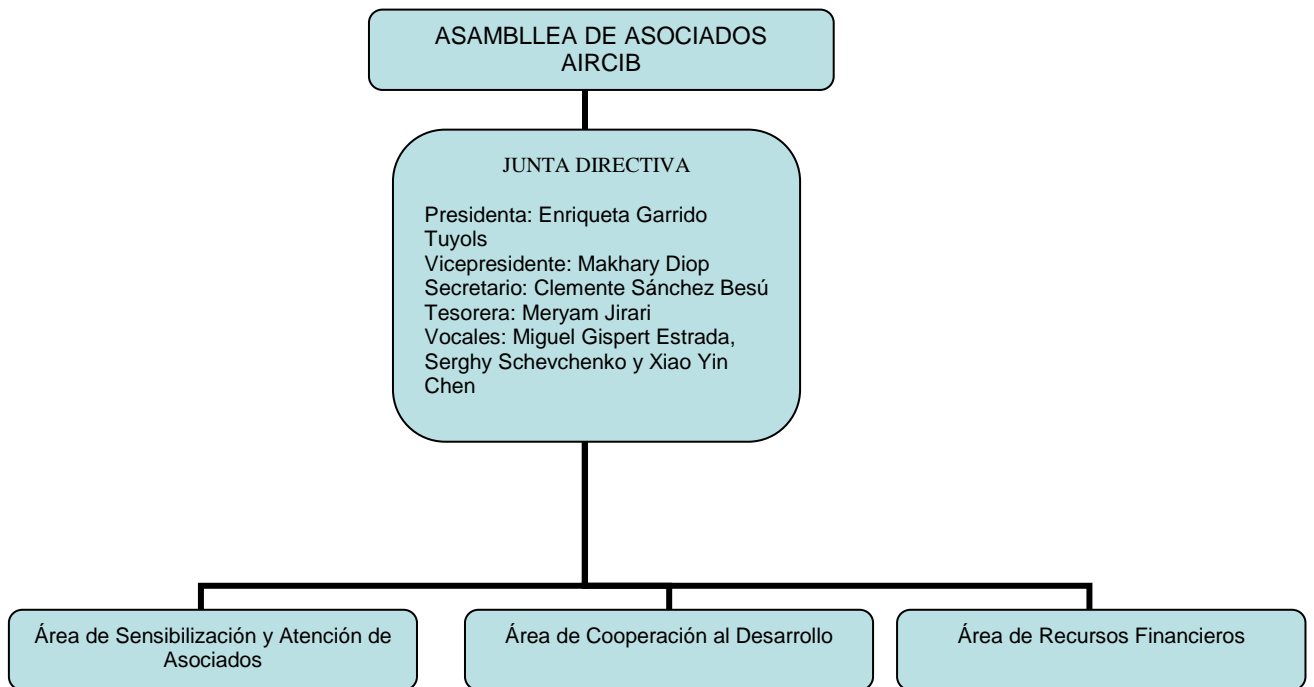 ASAMBLLEA DE ASOCIADOS
AIRCIB
JUNTA DIRECTIVA
Presidenta: Enriqueta Garrido
Tuyols
Vicepresidente: Makhary Diop
Secretario: Clemente Sánchez Besú
Tesorera: Meryam Jirari
Vocales: Miguel Gispert Estrada,
Serghy Schevchenko y Xiao Yin
Chen
Área de Sensibilización y Atención de
Asociados
Área de Cooperación al Desarrollo
Área de Recursos Financieros